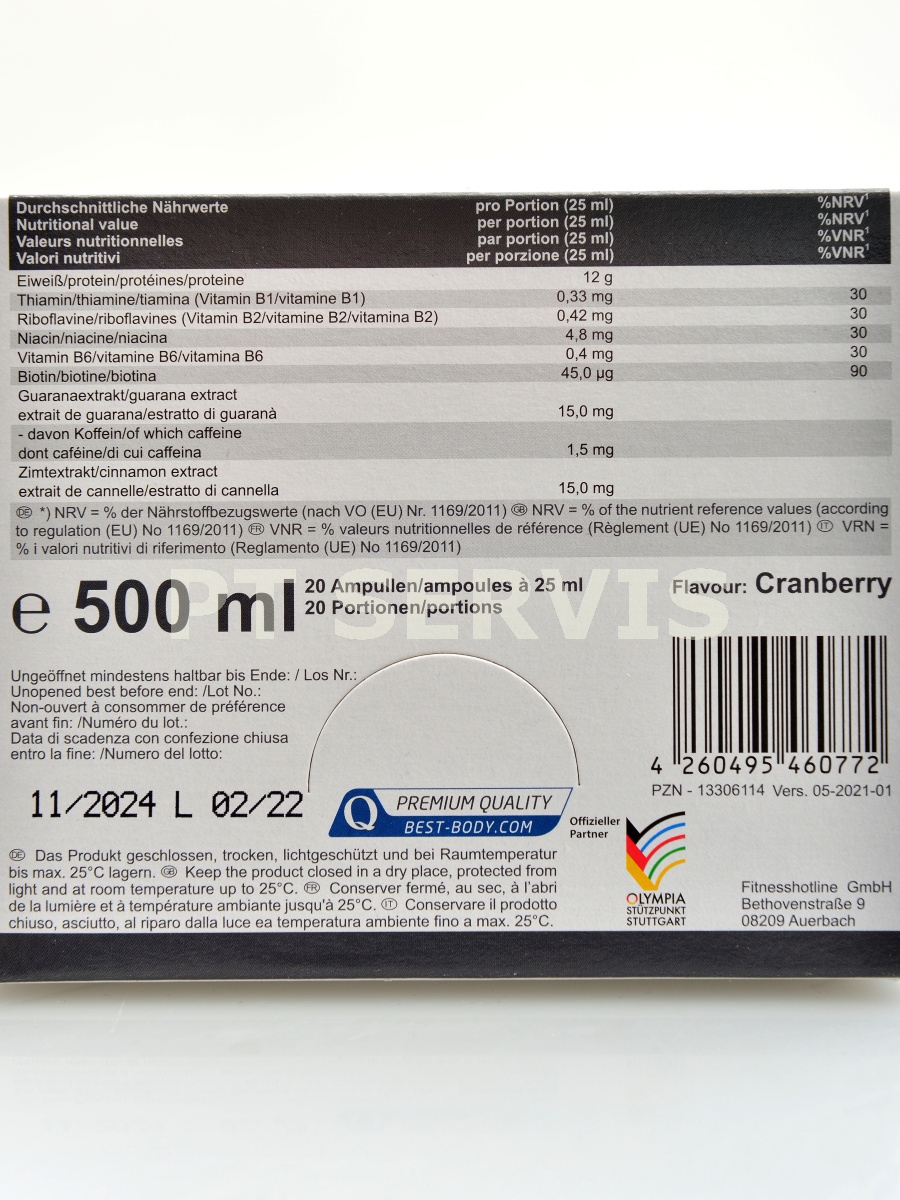 Durchschnittliche Nährwerte pro Portion (25 ml) %NRV¹
Nutritional value per portion (25 ml) %NRV¹
Valeurs nutritionnelles par portion (25 ml) %VNR¹
Valori nutritivi per porzione (25 ml) %VNR¹
Eiweiß/protein/protéines/proteine 12 g
Thiamin/thiamine/tiamina (Vitamin B1/vitamine B1) 0,33 mg 30
Riboflavine/riboflavines (Vitamin B2/vitamine B2/vitamina B2) 0,42 mg 30
Niacin/niacine/niacina 4,8 mg 30
Vitamin B6/vitamine B6/vitamina B6 0,4 mg 30
Biotin/biotine/biotina 45,0 µg 90
Guaranaextrakt/guarana extract
extrait de guarana/estratto di guaranà 15,0 mg
- davon Koffein/of which caffeine
dont caféine/di cui caffeina 1,5 mg
Zimtextrakt/cinnamon extract
extrait de cannelle/estratto di cannella 15,0 mg
DE *) NRV = % der Nährstoffbezugswerte (nach VO (EU) Nr. 1169/2011) GB NRV = % of the nutrient reference values (according
to regulation (EU) No 1169/2011) FR VNR = % valeurs nutritionnelles de référence (Règlement (UE) No 1169/2011) IT VRN =
% i valori nutritivi di riferimento (Reglamento (UE) No 1169/2011)
PT SERVIS
e 500 ml
20 Ampullen/ampoules à 25 ml
20 Portionen/portions
Flavour: Cranberry
Ungeöffnet mindestens haltbar bis Ende: / Los Nr.:
Unopened best before end: /Lot No.:
Non-ouvert à consommer de préférence
avant fin: /Numéro du lot.:
Data di scadenza con confezione chiusa
entro la fine: /Numero del lotto:
4 260495 460772
PZN - 13306114 Vers. 05-2021-01
11/2024 L 02/22
Q PREMIUM QUALITY
BEST-BODY.COM
Offizieller
Partner
OLYMPIA
STÜTZPUNKT
STUTTGART
DE Das Produkt geschlossen, trocken, lichtgeschützt und bei Raumtemperatur
bis max. 25°C lagern. GB Keep the product closed in a dry place, protected from
light and at room temperature up to 25°C. FR Conserver fermé, au sec, à l'abri
de la lumière et à température ambiante jusqu'à 25°C. IT Conservare il prodotto
chiuso, asciutto, al riparo dalla luce ea temperatura ambiente fino a max. 25°C.
Fitnesshotline GmbH
Bethovenstraße 9
08209 Auerbach